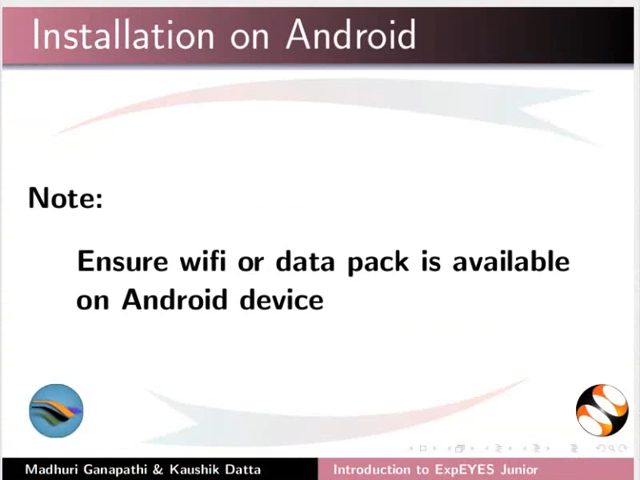 Installation on Android
Note:
Ensure wifi or data pack is available
on Android device
Madhuri Ganapathi & Kaushik Datta
Introduction to ExpEYES Junior